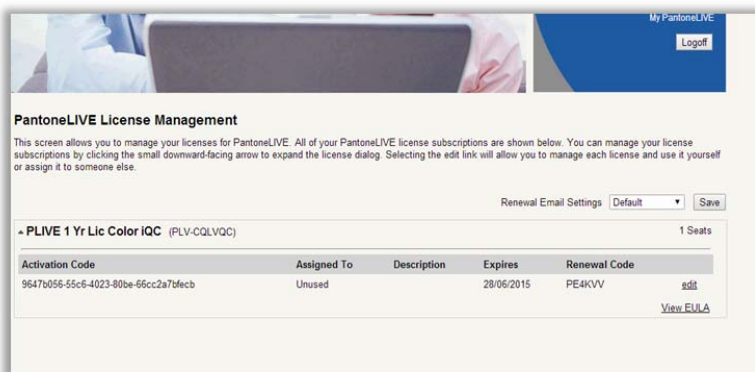 My PantoneLIVE
Logoff
PantoneLIVE License Management
This screen allows you to manage your licenses for PantoneLIVE. All of your PantoneLIVE license subscriptions are shown below. You can manage your license
subscriptions by clicking the small downward-facing arrow to expand the license dialog. Selecting the edit link will allow you to manage each license and use it yourself
or assign it to someone else.
Renewal Email Settings Default Save
PLIVE 1 Yr Lic Color iQC (PLV-CQLVQC) 1 Seats
Activation Code Assigned To Description Expires Renewal Code
9647b056-55c6-4023-80be-66cc2a7bfecb Unused 28/06/2015 PE4KVV edit
View EULA